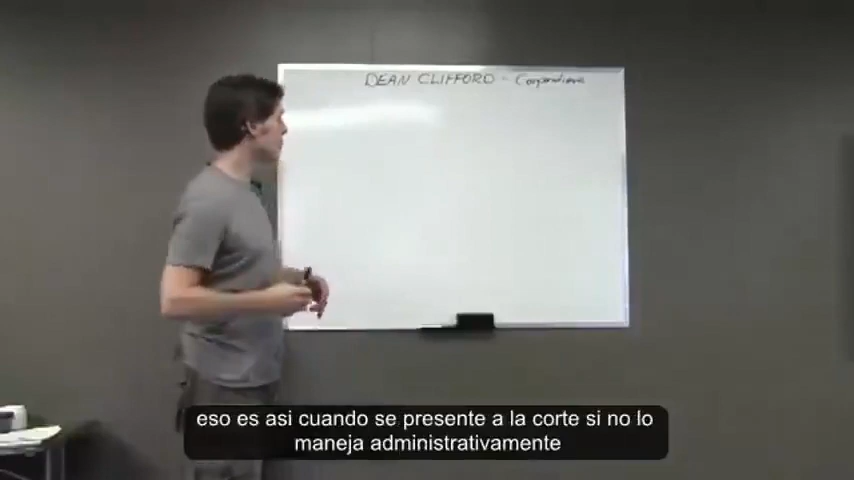 DEAN CLIFFORD -
eso es asi cuando se presente a la corte si no lo
maneja administrativamente